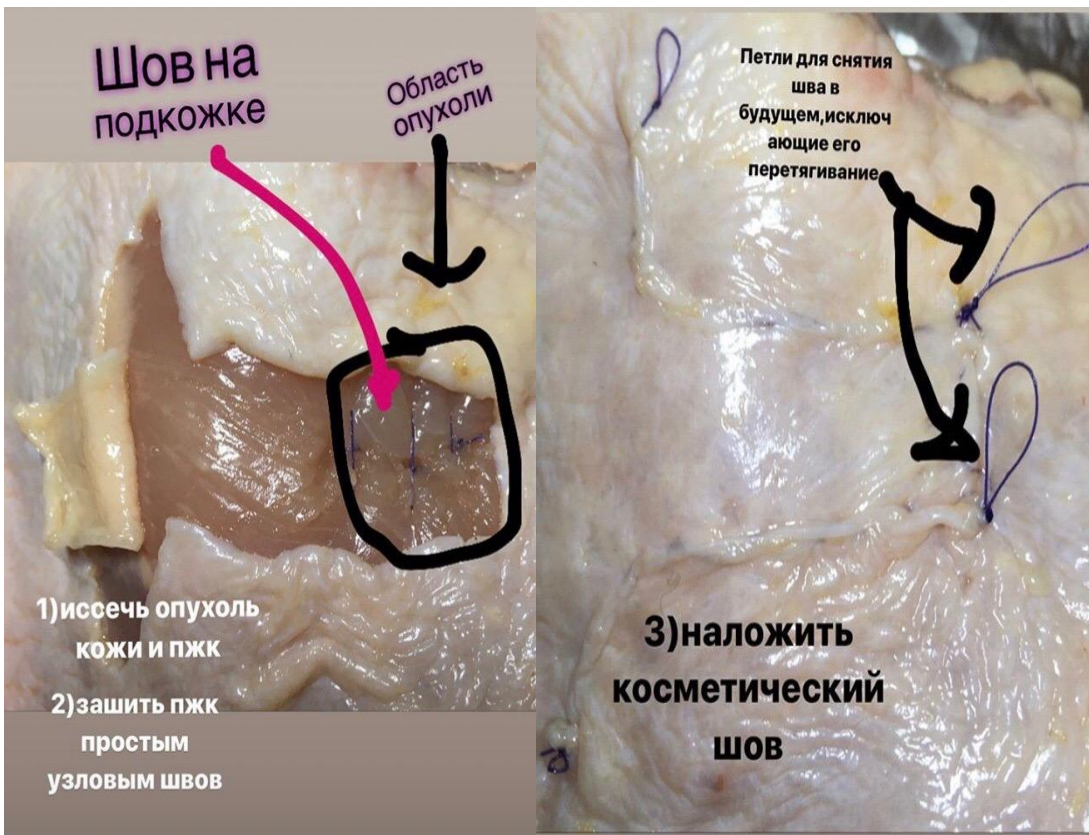 Шов на
подкожке
Область
опухоли
1)иссечь опухоль
кожи и пжк
2)зашить пжк
простым
узловым швов
Петли для снятия
шва в
будущем,исключ
ающие его
перетягивание
3)наложить
косметический
шов